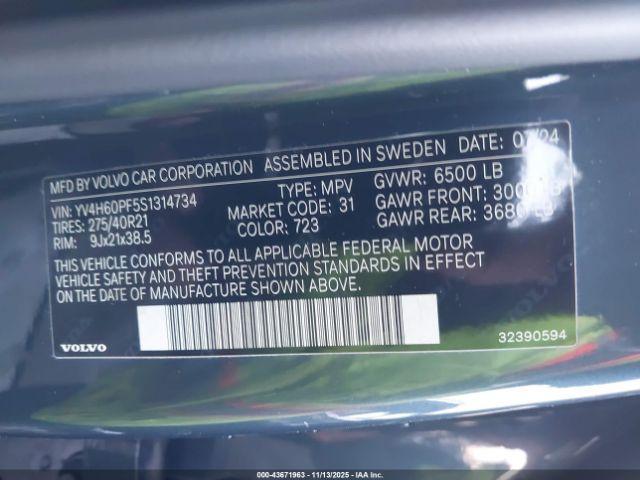 MFD BY VOLVO CAR CORPORATION ASSEMBLED IN SWEDEN DATE: 07/24
VIN: YV4H60PF5S1314734 TYPE: MPV GVWR: 6500 LB
TIRES: 275/40R21 MARKET CODE: 31 GAWR FRONT: 3000 LB
RIM: 9Jx21x38.5 COLOR: 723 GAWR REAR: 3680 LB
THIS VEHICLE CONFORMS TO ALL APPLICABLE FEDERAL MOTOR
VEHICLE SAFETY AND THEFT PREVENTION STANDARDS IN EFFECT
ON THE DATE OF MANUFACTURE SHOWN ABOVE.
VOLVO 32390594
000-43671963 11/13/2025 COPYRIGHT IAA, LLC.